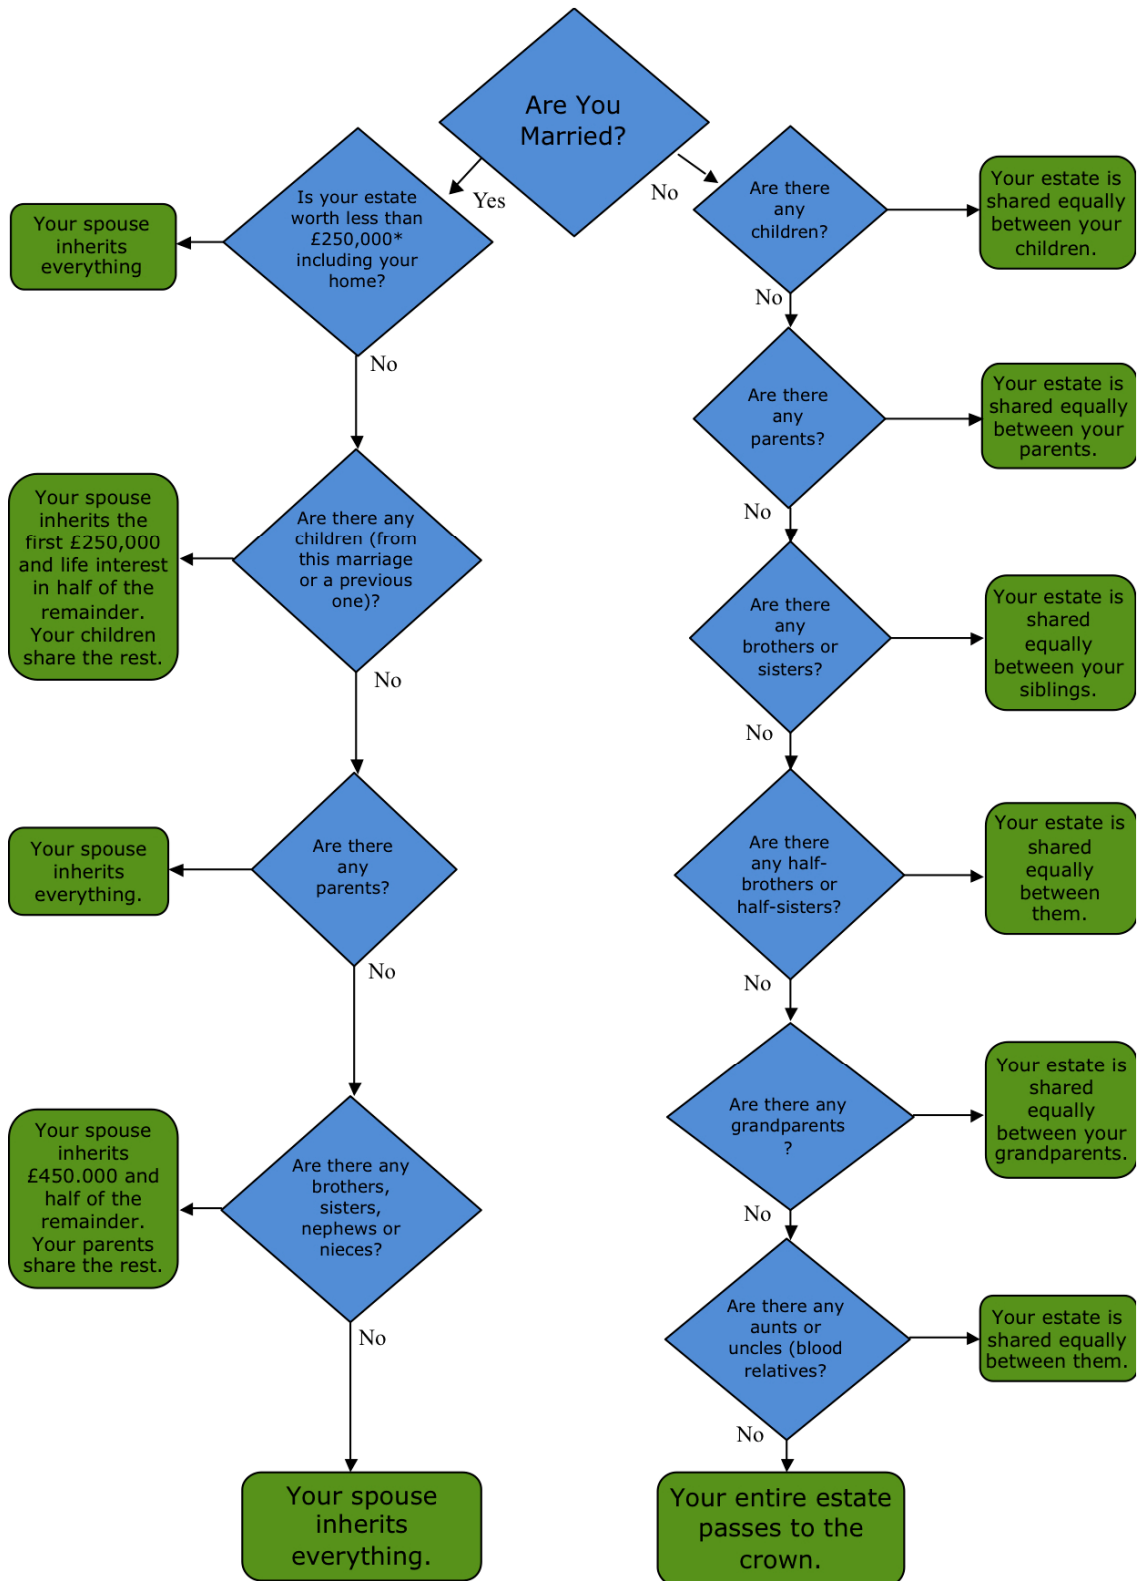 Are You
Married?
Yes
No
Is your estate
worth less than
£250,000*
including your
home?
Your spouse
inherits
everything
No
Are there any
children (from
this marriage
or a previous
one)?
Your spouse
inherits the
first £250,000
and life interest
in half of the
remainder.
Your children
share the rest.
No
Are there
any
parents?
Your spouse
inherits
everything.
No
Are there any
brothers,
sisters,
nephews or
nieces?
Your spouse
inherits
£450.000 and
half of the
remainder.
Your parents
share the rest.
No
Your spouse
inherits
everything.
Are there
any
children?
Your estate is
shared equally
between your
children.
No
Are there
any
parents?
Your estate is
shared equally
between your
parents.
No
Are there
any
brothers or
sisters?
Your estate is
shared
equally
between your
siblings.
No
Are there
any half-
brothers or
half-sisters?
Your estate is
shared
equally
between
them.
No
Are there any
grandparents
?
Your estate is
shared
equally
between your
grandparents.
No
Are there any
aunts or
uncles (blood
relatives?
Your estate is
shared equally
between them.
No
Your entire estate
passes to the
crown.